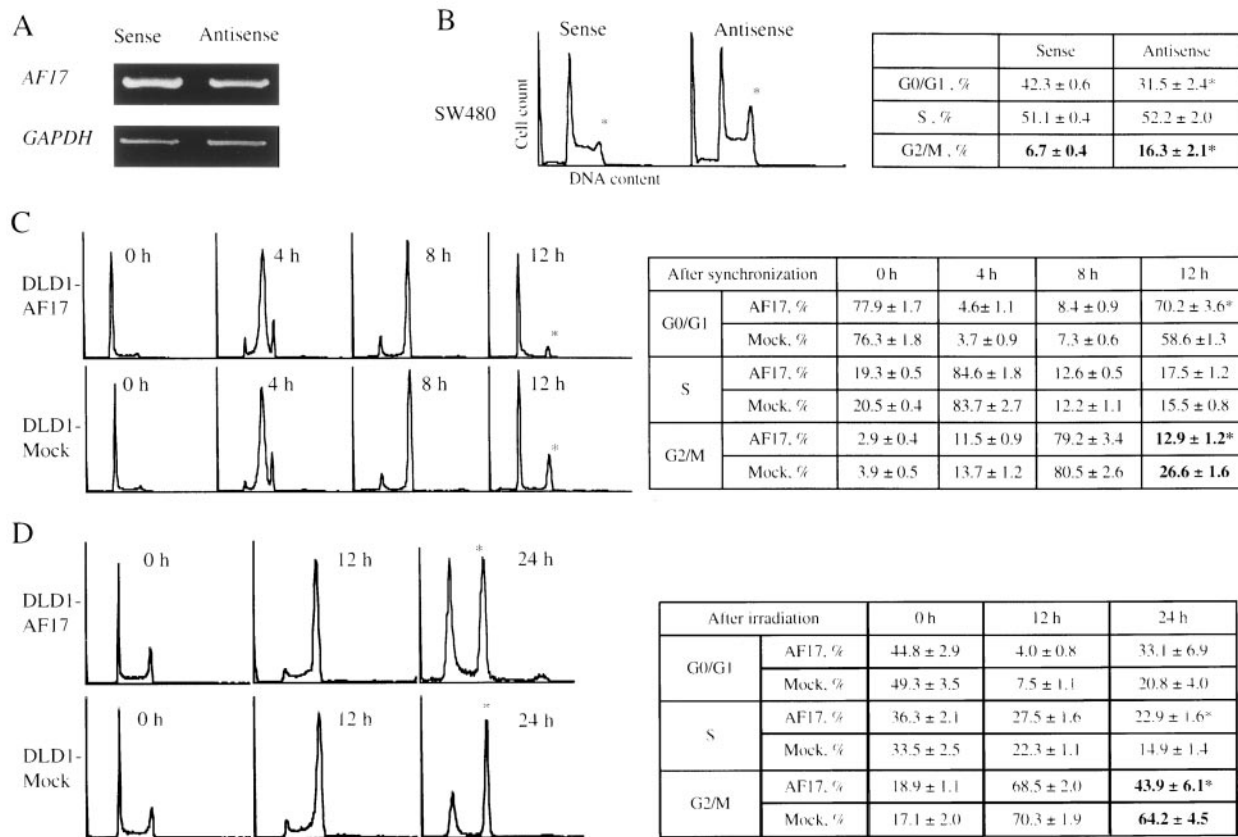 A
Sense Antisense
AF17
GAPDH
B
SW480
Sense Antisense
Cell count
* *
DNA content
Sense Antisense
G0/G1 , % 42.3 ± 0.6 31.5 ± 2.4*
S , % 51.1 ± 0.4 52.2 ± 2.0
G2/M , % 6.7 ± 0.4 16.3 ± 2.1*
C
DLD1-
AF17
0 h 4 h 8 h 12 h
*
DLD1-
Mock
0 h 4 h 8 h 12 h
*
After synchronization 0 h 4 h 8 h 12 h
G0/G1 AF17, % 77.9 ± 1.7 4.6± 1.1 8.4 ± 0.9 70.2 ± 3.6*
Mock, % 76.3 ± 1.8 3.7 ± 0.9 7.3 ± 0.6 58.6 ±1.3
S AF17, % 19.3 ± 0.5 84.6 ± 1.8 12.6 ± 0.5 17.5 ± 1.2
Mock, % 20.5 ± 0.4 83.7 ± 2.7 12.2 ± 1.1 15.5 ± 0.8
G2/M AF17, % 2.9 ± 0.4 11.5 ± 0.9 79.2 ± 3.4 12.9 ± 1.2*
Mock, % 3.9 ± 0.5 13.7 ± 1.2 80.5 ± 2.6 26.6 ± 1.6
D
DLD1-
AF17
0 h 12 h * 24 h
DLD1-
Mock
0 h 12 h * 24 h
After irradiation 0 h 12 h 24 h
G0/G1 AF17, % 44.8 ± 2.9 4.0 ± 0.8 33.1 ± 6.9
Mock, % 49.3 ± 3.5 7.5 ± 1.1 20.8 ± 4.0
S AF17, % 36.3 ± 2.1 27.5 ± 1.6 22.9 ± 1.6*
Mock, % 33.5 ± 2.5 22.3 ± 1.1 14.9 ± 1.4
G2/M AF17, % 18.9 ± 1.1 68.5 ± 2.0 43.9 ± 6.1*
Mock, % 17.1 ± 2.0 70.3 ± 1.9 64.2 ± 4.5